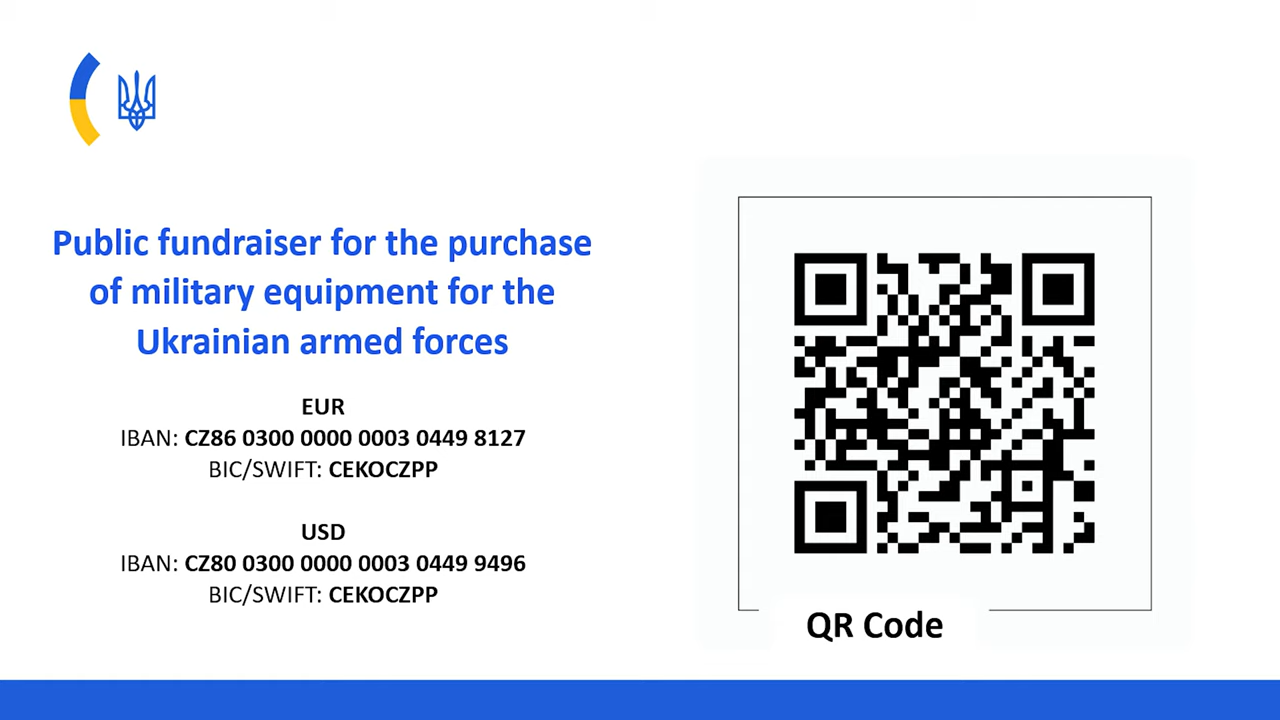 Public fundraiser for the purchase
of military equipment for the
Ukrainian armed forces
EUR
IBAN: CZ86 0300 0000 0003 0449 8127
BIC/SWIFT: CEKOCZPP
USD
IBAN: CZ80 0300 0000 0003 0449 9496
BIC/SWIFT: CEKOCZPP
QR Code